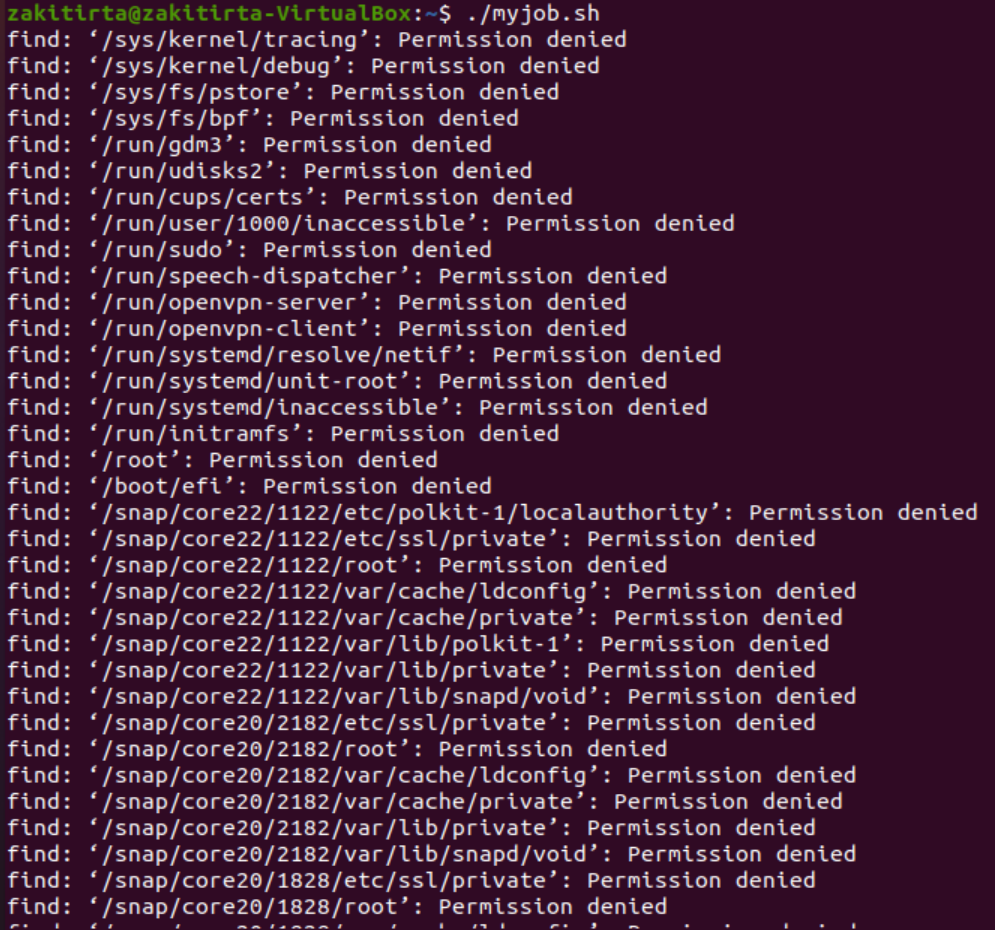 zakitirta@zakitirta-VirtualBox:~$ ./myjob.sh
find: ‘/sys/kernel/tracing’: Permission denied
find: ‘/sys/kernel/debug’: Permission denied
find: ‘/sys/fs/pstore’: Permission denied
find: ‘/sys/fs/bpf’: Permission denied
find: ‘/run/gdm3’: Permission denied
find: ‘/run/udisks2’: Permission denied
find: ‘/run/cups/certs’: Permission denied
find: ‘/run/user/1000/inaccessible’: Permission denied
find: ‘/run/sudo’: Permission denied
find: ‘/run/speech-dispatcher’: Permission denied
find: ‘/run/openvpn-server’: Permission denied
find: ‘/run/openvpn-client’: Permission denied
find: ‘/run/systemd/resolve/netif’: Permission denied
find: ‘/run/systemd/unit-root’: Permission denied
find: ‘/run/systemd/inaccessible’: Permission denied
find: ‘/run/initramfs’: Permission denied
find: ‘/root’: Permission denied
find: ‘/boot/efi’: Permission denied
find: ‘/snap/core22/1122/etc/polkit-1/localauthority’: Permission denied
find: ‘/snap/core22/1122/etc/ssl/private’: Permission denied
find: ‘/snap/core22/1122/root’: Permission denied
find: ‘/snap/core22/1122/var/cache/ldconfig’: Permission denied
find: ‘/snap/core22/1122/var/cache/private’: Permission denied
find: ‘/snap/core22/1122/var/lib/polkit-1’: Permission denied
find: ‘/snap/core22/1122/var/lib/private’: Permission denied
find: ‘/snap/core22/1122/var/lib/snapd/void’: Permission denied
find: ‘/snap/core20/2182/etc/ssl/private’: Permission denied
find: ‘/snap/core20/2182/root’: Permission denied
find: ‘/snap/core20/2182/var/cache/ldconfig’: Permission denied
find: ‘/snap/core20/2182/var/cache/private’: Permission denied
find: ‘/snap/core20/2182/var/lib/private’: Permission denied
find: ‘/snap/core20/2182/var/lib/snapd/void’: Permission denied
find: ‘/snap/core20/1828/etc/ssl/private’: Permission denied
find: ‘/snap/core20/1828/root’: Permission denied